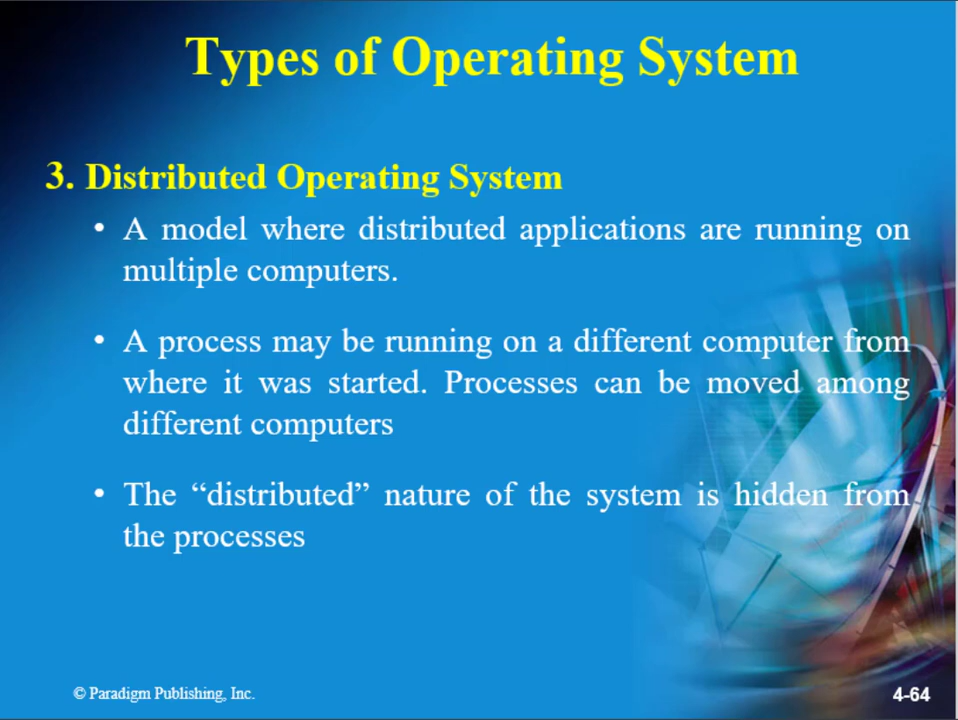 Types of Operating System
3. Distributed Operating System
• A model where distributed applications are running on
multiple computers.
• A process may be running on a different computer from
where it was started. Processes can be moved among
different computers
• The “distributed” nature of the system is hidden from
the processes
© Paradigm Publishing, Inc.
4-64